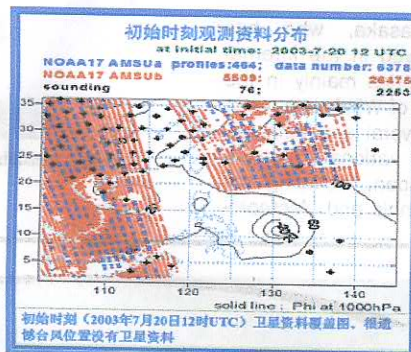 初始时刻观测资料分布
at initial time: 2003-7-20 12 UTC
NOAA17 AMSUa profiles:464; data number: 6378
NOAA17 AMSUb 5509; 26475
sounding 76; 2253
35
30
25
20
15
10
5
110 120 130 140
100
solid line : Phi at 1000hPa
初始时刻（2003年7月20日12时UTC）卫星资料覆盖图、很遗
憾台风位置没有卫星资料